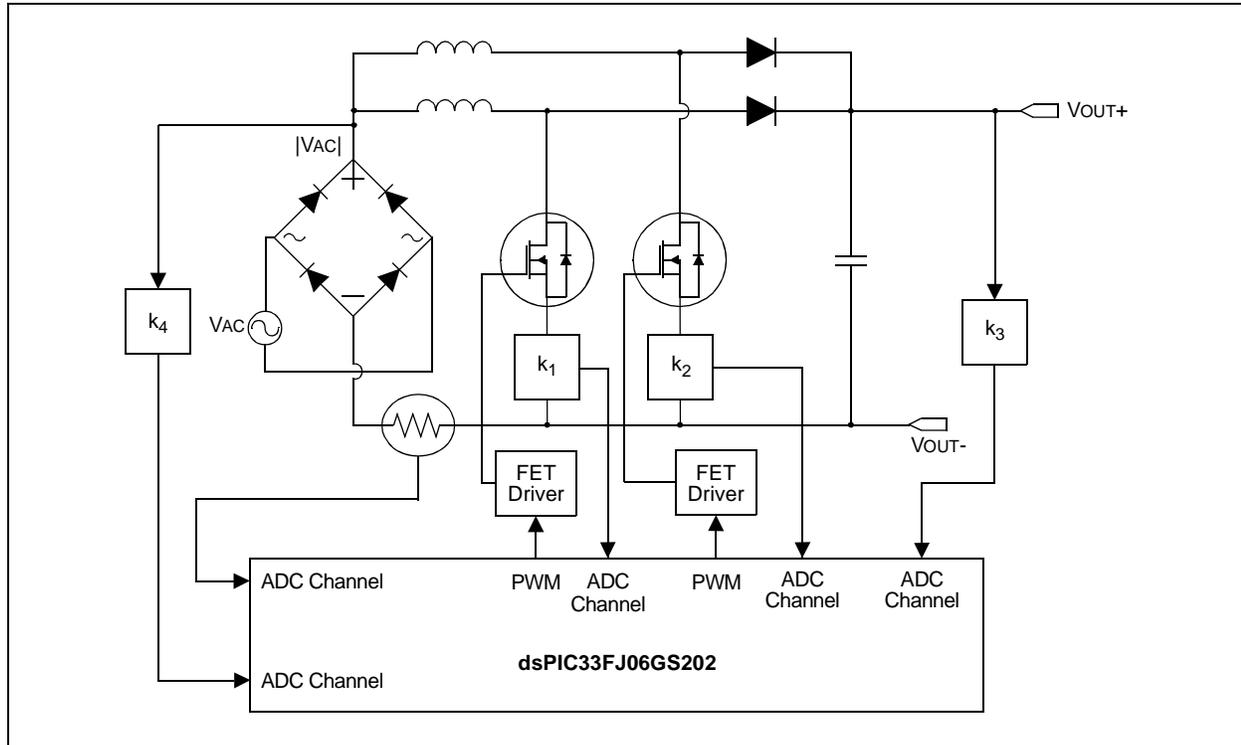 VOUT+
|VAC|
k4
VAC
k1
k2
k3
VOUT-
FET
Driver
FET
Driver
ADC Channel
PWM
ADC
Channel
PWM
ADC
Channel
ADC
Channel
dsPIC33FJ06GS202
ADC Channel